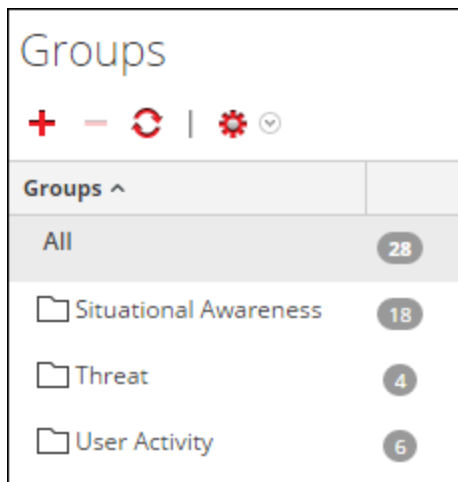 Groups
Groups
All 28
Situational Awareness 18
Threat 4
User Activity 6